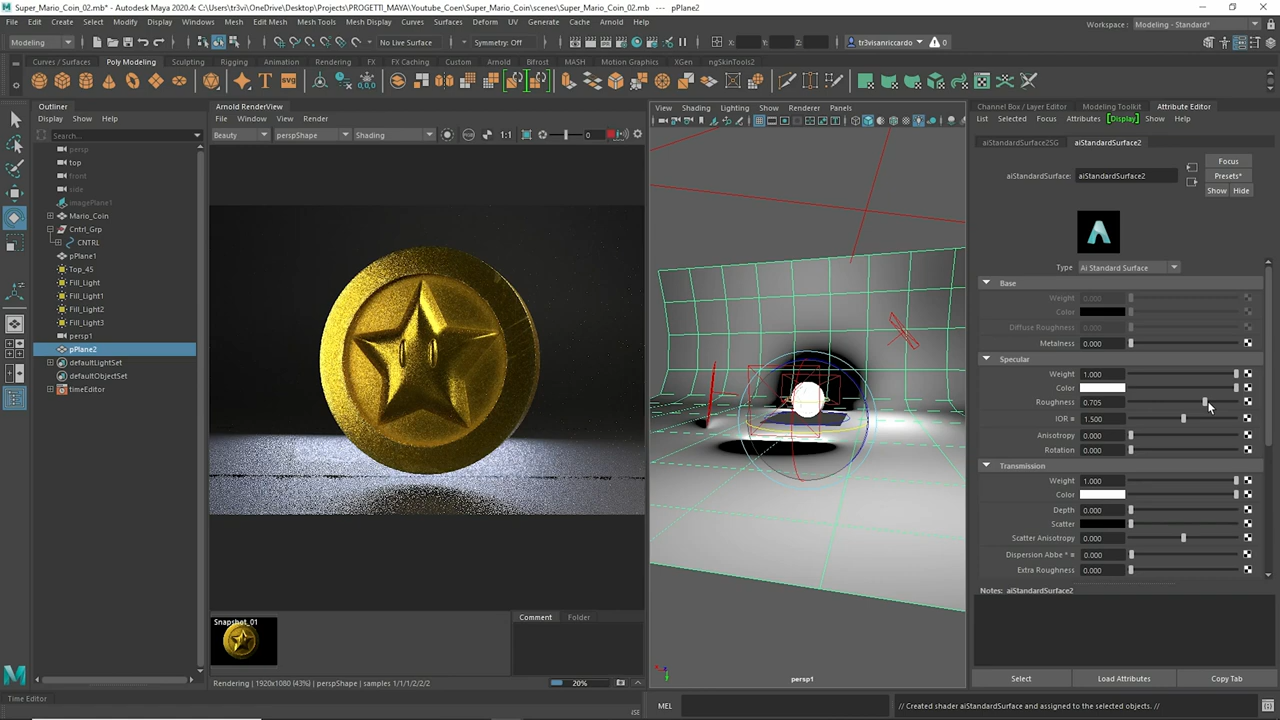 Super_Mario_Coin_02.mb* - Autodesk Maya 2020.4: C:\Users\tr3vi\OneDrive\Desktop\Projects\PROGETTI_MAYA\Youtube_Coen\Super_Mario_Coin\scenes\Super_Mario_Coin_02.mb --- pPlane2
File Edit Create Select Modify Display Windows Mesh Edit Mesh Mesh Tools Mesh Display Curves Surfaces Deform UV Generate Cache Arnold Help
Workspace : Modeling - Standard*
Modeling
No Live Surface
Symmetry: Off
X:
Y:
Z:
tr3visanriccardo
0
Curves / Surfaces Poly Modeling Sculpting Rigging Animation Rendering FX FX Caching Custom Arnold Bifrost MASH Motion Graphics XGen ngSkinTools2
Outliner
Display Show Help
Search...
persp
top
front
side
imagePlane1
Mario_Coin
Cntrl_Grp
CNTRL
pPlane1
Top_45
Fill_Light
Fill_Light1
Fill_Light2
Fill_Light3
persp1
pPlane2
defaultLightSet
defaultObjectSet
timeEditor
Arnold RenderView
File Window View Render
Beauty perspShape Shading 1:1 0
Snapshot_01
Comment Folder
Rendering | 1920x1080 (43%) | perspShape | samples 1/1/1/2/2/2
20%
View Shading Lighting Show Renderer Panels
persp1
Channel Box / Layer Editor Modeling Toolkit Attribute Editor
List Selected Focus Attributes Display Show Help
aiStandardSurface2SG aiStandardSurface2
aiStandardSurface: aiStandardSurface2
Focus
Presets*
Show Hide
Type Ai Standard Surface
Base
Weight 0.000
Color
Diffuse Roughness 0.000
Metalness 0.000
Specular
Weight 1.000
Color
Roughness 0.705
IOR 1.500
Anisotropy 0.000
Rotation 0.000
Transmission
Weight 1.000
Color
Depth 0.000
Scatter
Scatter Anisotropy 0.000
Dispersion Abbe 0.000
Extra Roughness 0.000
Notes: aiStandardSurface2
Select Load Attributes Copy Tab
Time Editor
MEL
// Created shader aiStandardSurface and assigned to the selected objects. //